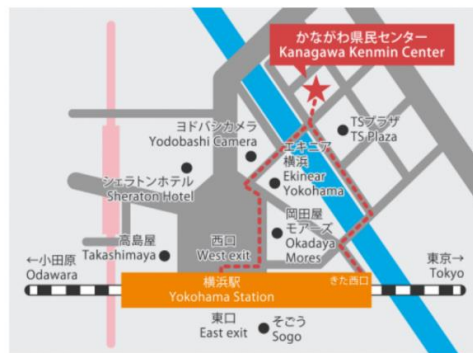 かながわ県民センター
Kanagawa Kenmin Center
TSプラザ
TS Plaza
ヨドバシカメラ
Yodobashi Camera
エキニア
横浜
Ekinear
Yokohama
シェラトンホテル
Sheraton Hotel
岡田屋
モアーズ
Okadaya
Mores
高島屋
Takashimaya
西口
West exit
←小田原
Odawara
東京→
Tokyo
横浜駅
Yokohama Station
きた西口
東口
East exit
そごう
Sogo